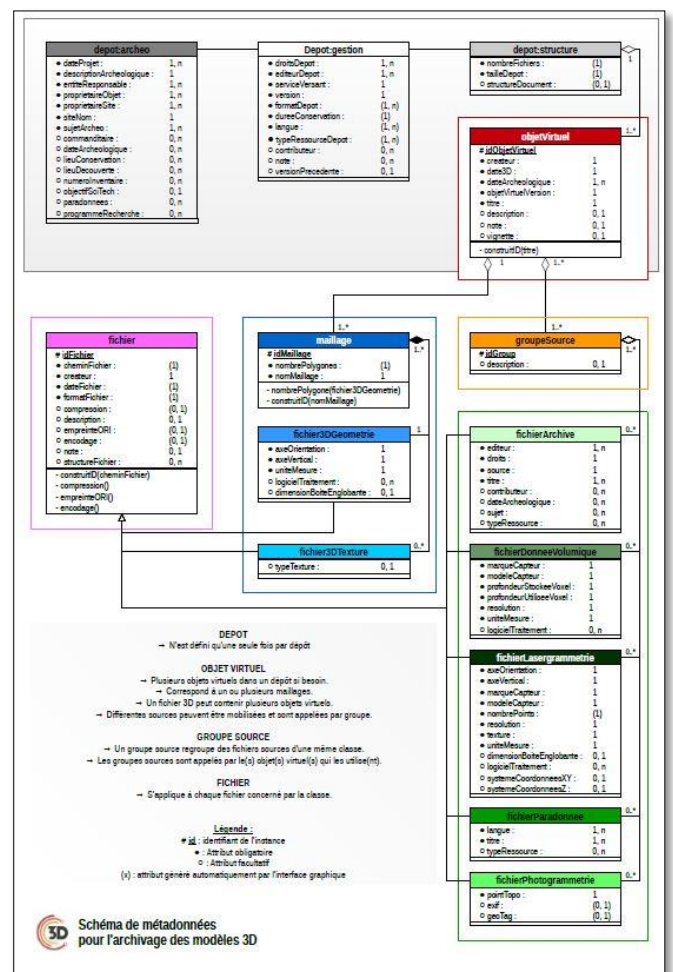 depot:archeo
● dateProjet : 1, n
● descriptionArcheologique : 1
● entiteResponsable : 1, n
● proprietaireObjet : 1, n
● proprietaireSite : 1, n
● siteNom : 1
● sujetArcheo : 1, n
○ commanditaire : 0, n
○ dateArcheologique : 0, n
○ lieuConservation : 0, n
○ lieuDecouverte : 0, n
○ numeroInventaire : 0, n
○ objectifSciTech : 0, 1
○ paradonnees : 0, n
○ programmeRecherche : 0, n
Depot:gestion
● droitsDepot : 1, n
● editeurDepot : 1, n
● serviceVersant : 1
● version : 1
● formatDepot : (1, n)
● dureeConservation : (1)
● langue : (1, n)
● typeRessourceDepot : (1, n)
○ contributeur : 0, n
○ note : 0, n
○ versionPrecedente : 0, 1
depot:structure
● nombreFichiers : (1)
● tailleDepot : (1)
○ structureDocument : (0, 1)
1
1..*
objetVirtuel
# idObjetVirtuel
● createur : 1
● date3D : 1
● dateArcheologique : 1, n
● objetVirtuelVersion : 1
● titre : 1
○ description : 0, 1
○ note : 0, 1
○ vignette : 0, 1
- construitID(titre)
1
1..*
fichier
# idFichier
● cheminFichier : (1)
● createur : 1
● dateFichier : (1)
● formatFichier : (1)
○ compression : (0, 1)
○ description : 0, 1
○ empreinteORI : (0, 1)
○ encodage : (0, 1)
○ note : 0, 1
○ structureFichier : 0, n
- construitID(cheminFichier)
- compression()
- empreinteORI()
- encodage()
1..*
maillage
1..*
# idMaillage
● nombrePolygones : (1)
● nomMaillage : 1
- nombrePolygone(fichier3DGeometrie)
- construitID(nomMaillage)
1
fichier3DGeometrie
● axeOrientation : 1
● axeVertical : 1
● uniteMesure : 1
○ logicielTraitement : 0, n
○ dimensionBoiteEnglobante : 0, 1
0..*
fichier3DTexture
○ typeTexture : 0, 1
1..*
groupeSource
1..*
# idGroup
○ description : 0, 1
0..*
fichierArchive
● editeur : 1, n
● droits : 1
● source : 1
● titre : 1, n
○ contributeur : 0, n
○ dateArcheologique : 0, n
○ sujet : 0, n
○ typeRessource : 0, n
0..*
fichierDonneeVolumique
● marqueCapteur : 1
● modeleCapteur : 1
● profondeurStockeeVoxel : 1
● profondeurUtiliseeVoxel : 1
● resolution : 1
● uniteMesure : 1
○ logicielTraitement : 0, n
0..*
fichierLasergrammetrie
● axeOrientation : 1
● axeVertical : 1
● marqueCapteur : 1
● modeleCapteur : 1
● nombrePoints : (1)
● resolution : 1
● texture : 1
● uniteMesure : 1
○ dimensionBoiteEnglobante : 0, 1
○ logicielTraitement : 0, n
○ systemeCoordonneesXY : 0, 1
○ systemeCoordonneesZ : 0, 1
0..*
fichierParadonnee
● langue : 1, n
● titre : 1, n
○ typeRessource : 0, n
0..*
fichierPhotogrammetrie
● pointTopo : 1
○ exif : (0, 1)
○ geoTag : (0, 1)
DEPOT
→ N'est défini qu'une seule fois par dépôt
OBJET VIRTUEL
→ Plusieurs objets virtuels dans un dépôt si besoin.
→ Correspond à un ou plusieurs maillages.
→ Un fichier 3D peut contenir plusieurs objets virtuels.
→ Différentes sources peuvent être mobilisées et sont appelées par groupe.
GROUPE SOURCE
→ Un groupe source regroupe des fichiers sources d'une même classe.
→ Les groupes sources sont appelés par le(s) objet(s) virtuel(s) qui les utilise(nt).
FICHIER
→ S'applique à chaque fichier concerné par la classe.
Légende :
# id : identifiant de l'instance
● : Attribut obligatoire
○ : Attribut facultatif
(x) : attribut généré automatiquement par l'interface graphique
3D
Schéma de métadonnées
pour l'archivage des modèles 3D